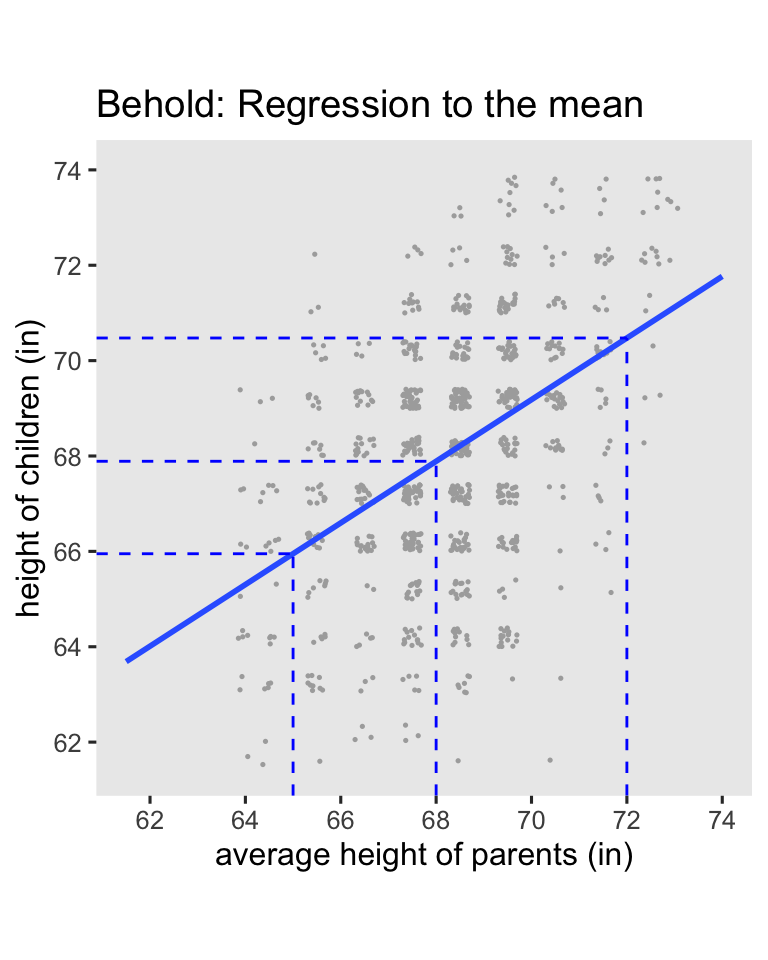 Behold: Regression to the mean
height of children (in)
74
72
70
68
66
64
62
62 64 66 68 70 72 74
average height of parents (in)